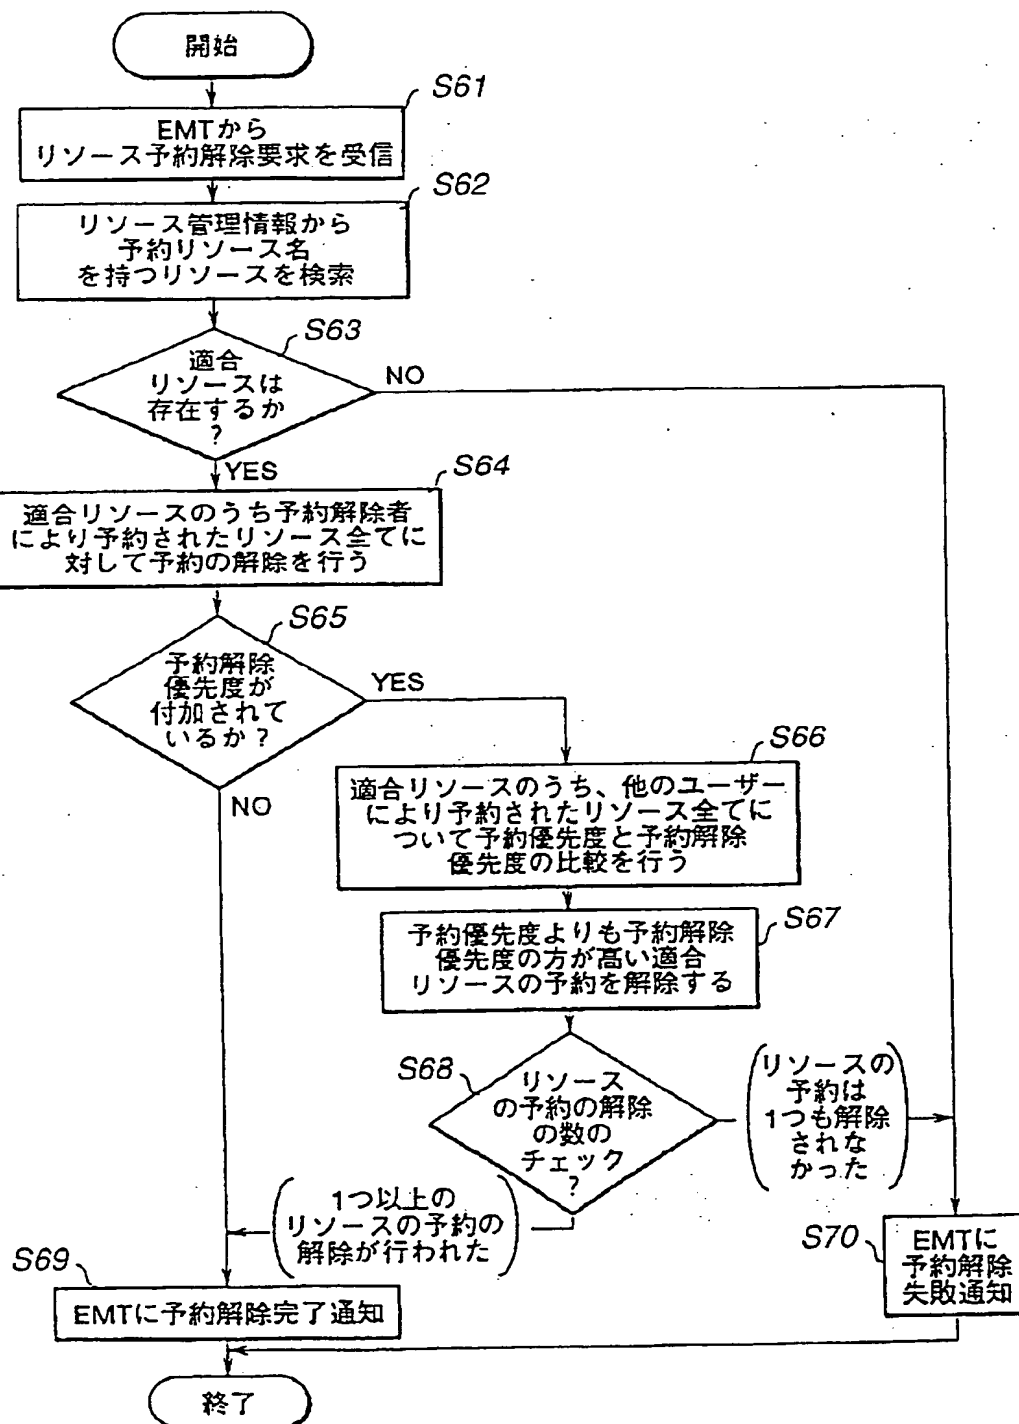 開始
S61
EMTから
リソース予約解除要求を受信
S62
リソース管理情報から
予約リソース名
を持つリソースを検索
S63
適合
リソースは
存在するか
?
NO
YES
S64
適合リソースのうち予約解除者
により予約されたリソース全てに
対して予約の解除を行う
S65
予約解除
優先度が
付加されて
いるか?
YES
NO
S66
適合リソースのうち、他のユーザー
により予約されたリソース全てに
ついて予約優先度と予約解除
優先度の比較を行う
S67
予約優先度よりも予約解除
優先度の方が高い適合
リソースの予約を解除する
S68
リソース
の予約の解除
の数の
チェック
?
リソースの
予約は
1つも解除
されな
かった
1つ以上の
リソースの予約の
解除が行われた
S69
EMTに予約解除完了通知
S70
EMTに
予約解除
失敗通知
終了